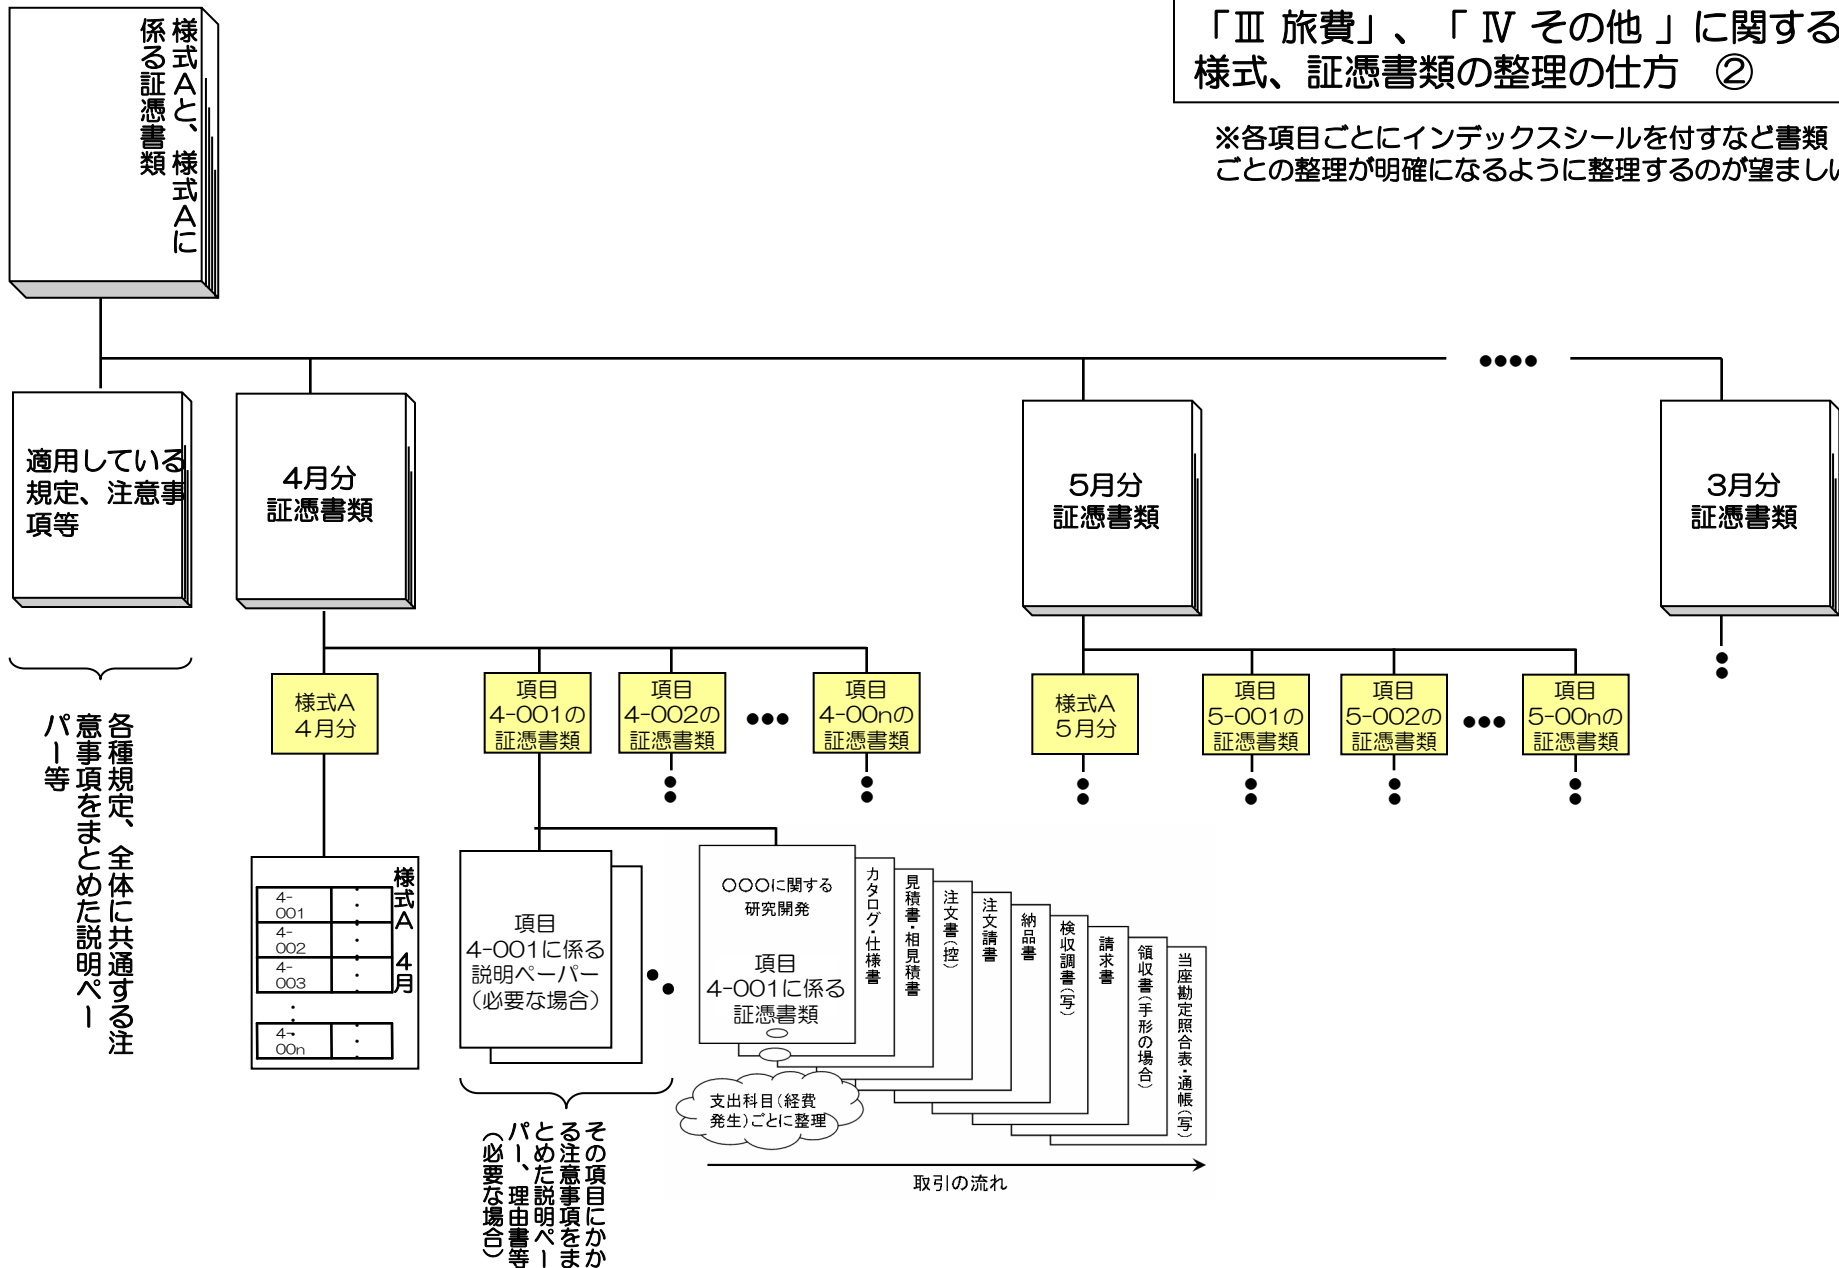 「Ⅲ 旅費」、「 Ⅳ その他 」に関する
様式、証憑書類の整理の仕方　②
※各項目ごとにインデックスシールを付すなど書類
ごとの整理が明確になるように整理するのが望ましい
様式Ａと、様式Ａに
係る証憑書類
適用している
規定、注意事
項等
4月分
証憑書類
5月分
証憑書類
3月分
証憑書類
各種規定、全体に共通する注
意事項をまとめた説明ペー
パー等
様式A
4月分
項目
4-001の
証憑書類
項目
4-002の
証憑書類
項目
4-00nの
証憑書類
様式A
5月分
項目
5-001の
証憑書類
項目
5-002の
証憑書類
項目
5-00nの
証憑書類
様式Ａ　4月
4-
001
4-
002
4-
003
4-
00n
項目
4-001に係る
説明ペーパー
（必要な場合）
その項目にかか
る注意事項をま
とめた説明ペー
パー、理由書等
（必要な場合）
○○○に関する
研究開発
項目
4-001に係る
証憑書類
カタログ・仕様書
見積書・相見積書
注文書（控）
注文請書
納品書
検収調書（写）
請求書
領収書（手形の場合）
当座勘定照合表・通帳（写）
支出科目（経費
発生）ごとに整理
取引の流れ